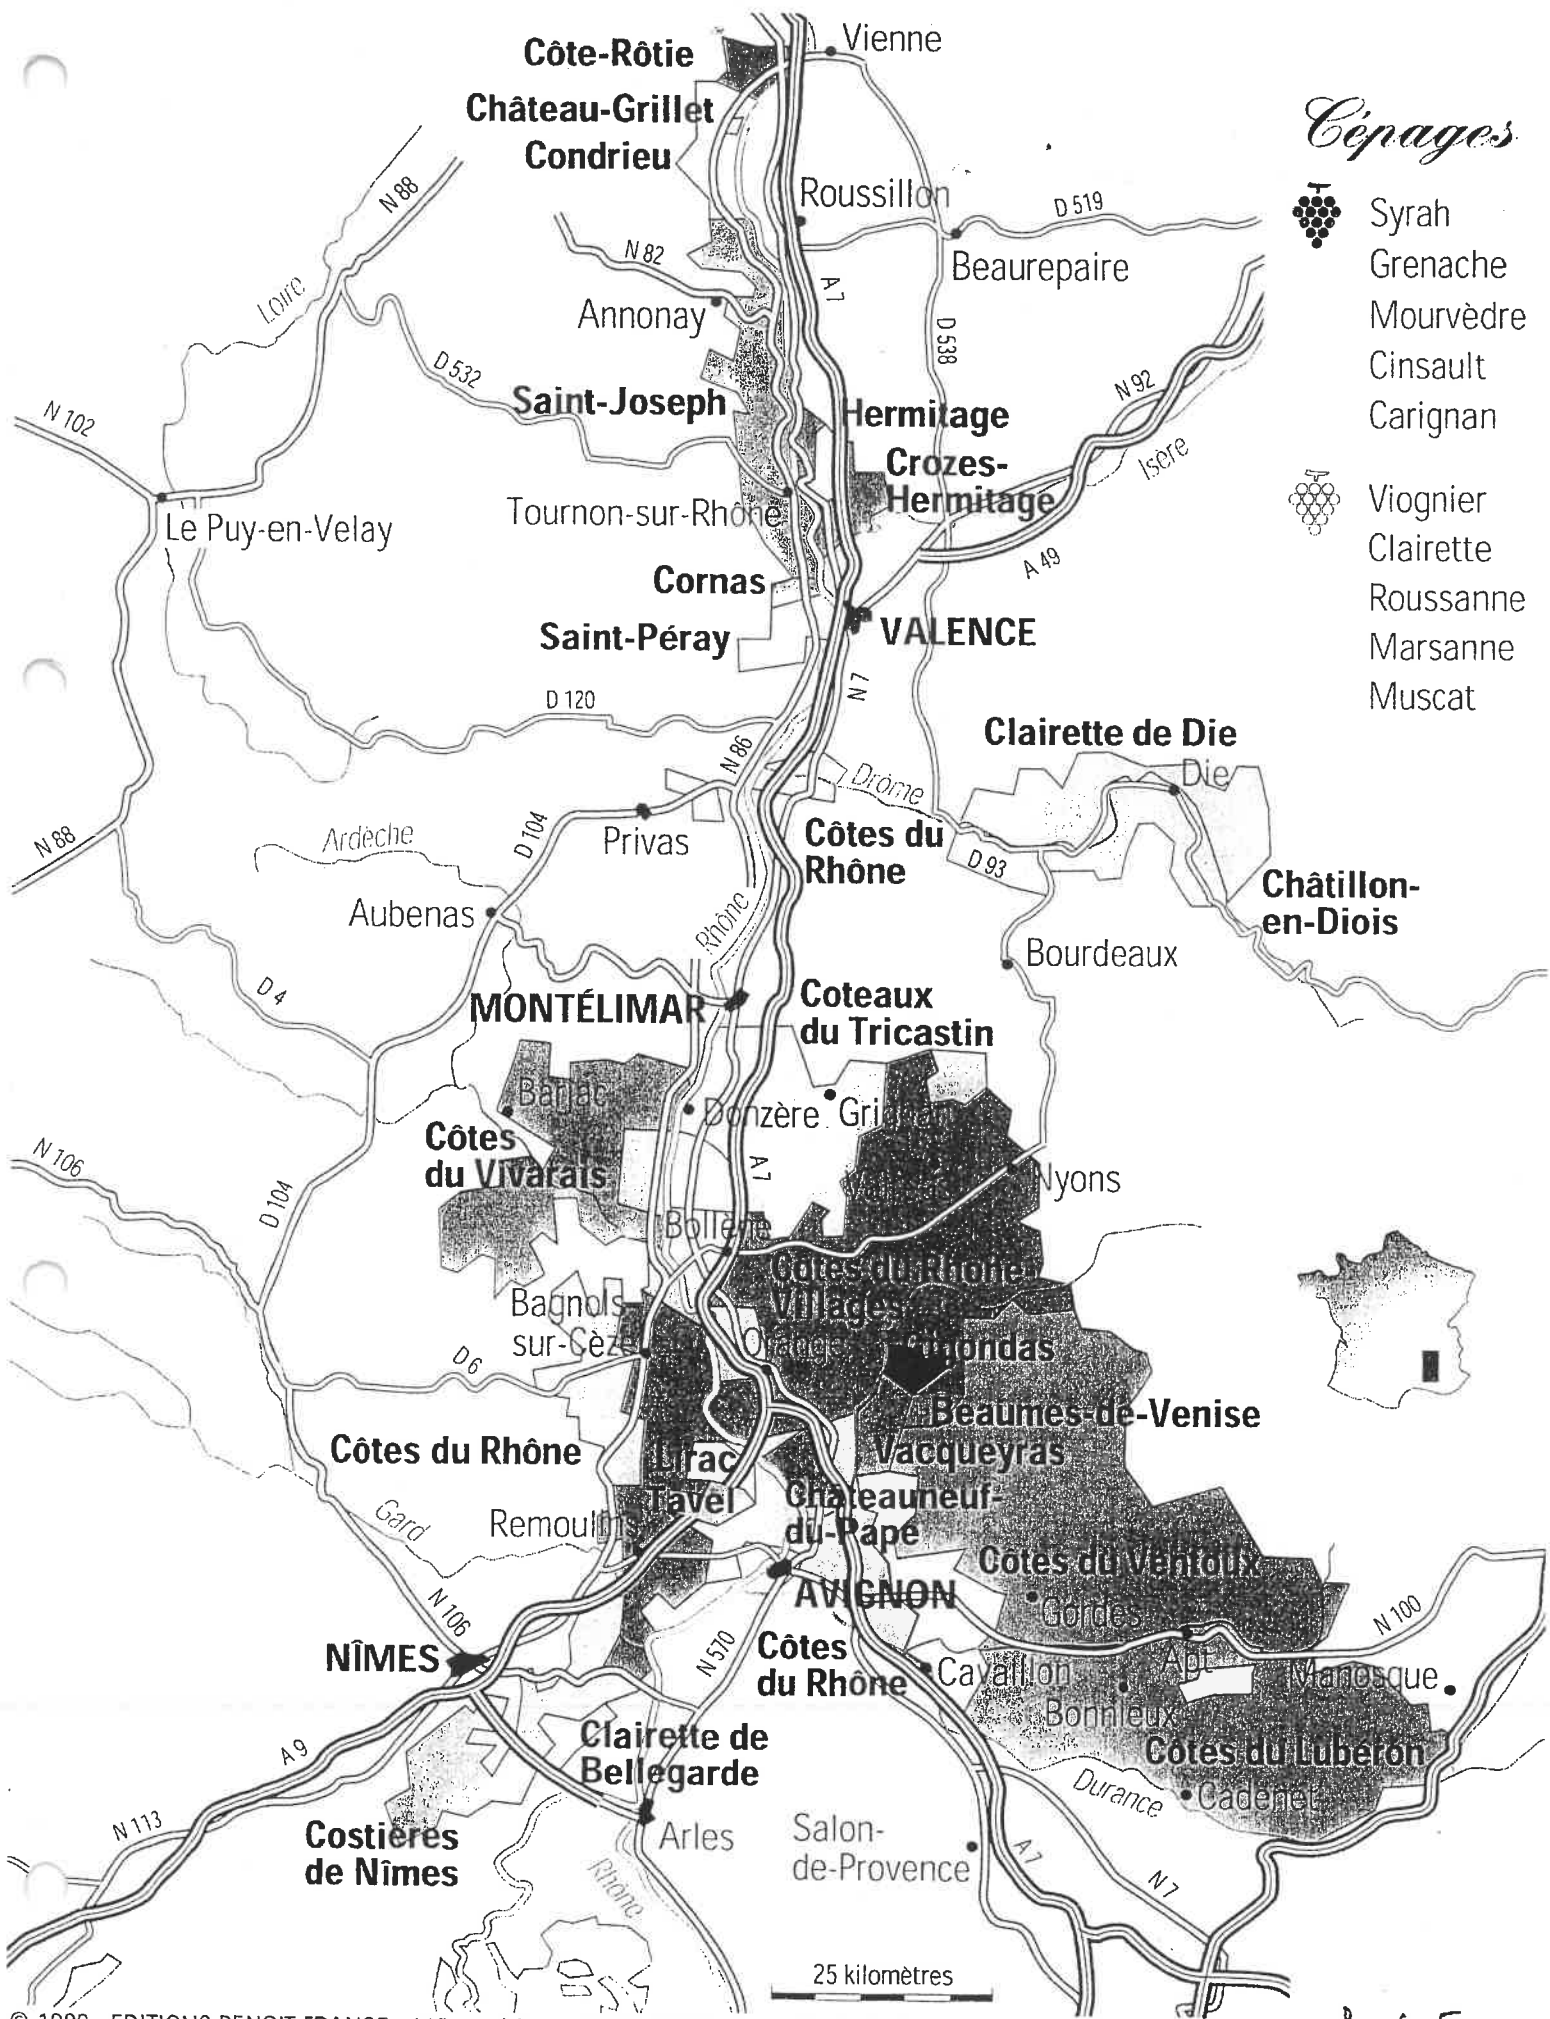 Côte-Rôtie
Vienne
Château-Grillet
Condrieu
Cépages
Roussillon
D 519
N 88
N 82
Beaurepaire
Syrah
Grenache
Mourvèdre
Cinsault
Carignan
Loire
Annonay
A 7
D 538
D 532
N 92
Saint-Joseph
Hermitage
N 102
Crozes-
Hermitage
Isère
Le Puy-en-Velay
Tournon-sur-Rhône
A 49
Viognier
Clairette
Roussanne
Marsanne
Muscat
Cornas
Saint-Péray
VALENCE
D 120
N 7
N 86
Clairette de Die
Die
Drôme
Ardèche
D 104
Privas
N 88
Côtes du
Rhône
D 93
Châtillon-
en-Diois
Aubenas
Rhône
Bourdeaux
D 4
MONTÉLIMAR
Coteaux
du Tricastin
Barjac
Donzère
Côtes
du Vivarais
N 106
D 104
A 7
Nyons
Bollène
Côtes du Rhône
Villages
Bagnols-
sur-Cèze
Orange
Gigondas
D 6
Beaumes-de-Venise
Vacqueyras
Côtes du Rhône
Lirac
Tavel
Châteauneuf-
du-Pape
Gard
Remoulins
Côtes du Ventoux
AVIGNON
Gordes
N 106
N 100
NÎMES
N 570
Côtes
du Rhône
Cavaillon
Apt
Manosque
Bonnieux
Côtes du Lubéron
Clairette de
Bellegarde
A 9
Durance
Cadenet
N 113
Costières
de Nîmes
Arles
Salon-
de-Provence
A 7
N 7
Rhône
25 kilomètres